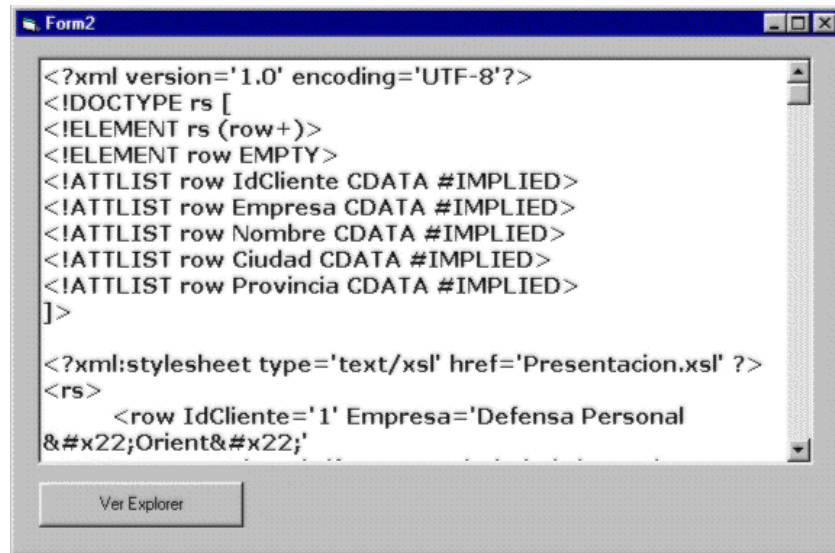 Form2
<?xml version='1.0' encoding='UTF-8'?>
<!DOCTYPE rs [
<!ELEMENT rs (row+)>
<!ELEMENT row EMPTY>
<!ATTLIST row IdCliente CDATA #IMPLIED>
<!ATTLIST row Empresa CDATA #IMPLIED>
<!ATTLIST row Nombre CDATA #IMPLIED>
<!ATTLIST row Ciudad CDATA #IMPLIED>
<!ATTLIST row Provincia CDATA #IMPLIED>
]>
<?xml:stylesheet type='text/xsl' href='Presentacion.xsl' ?>
<rs>
<row IdCliente='1' Empresa='Defensa Personal
&#x22;Orient&#x22;'
Ver Explorer